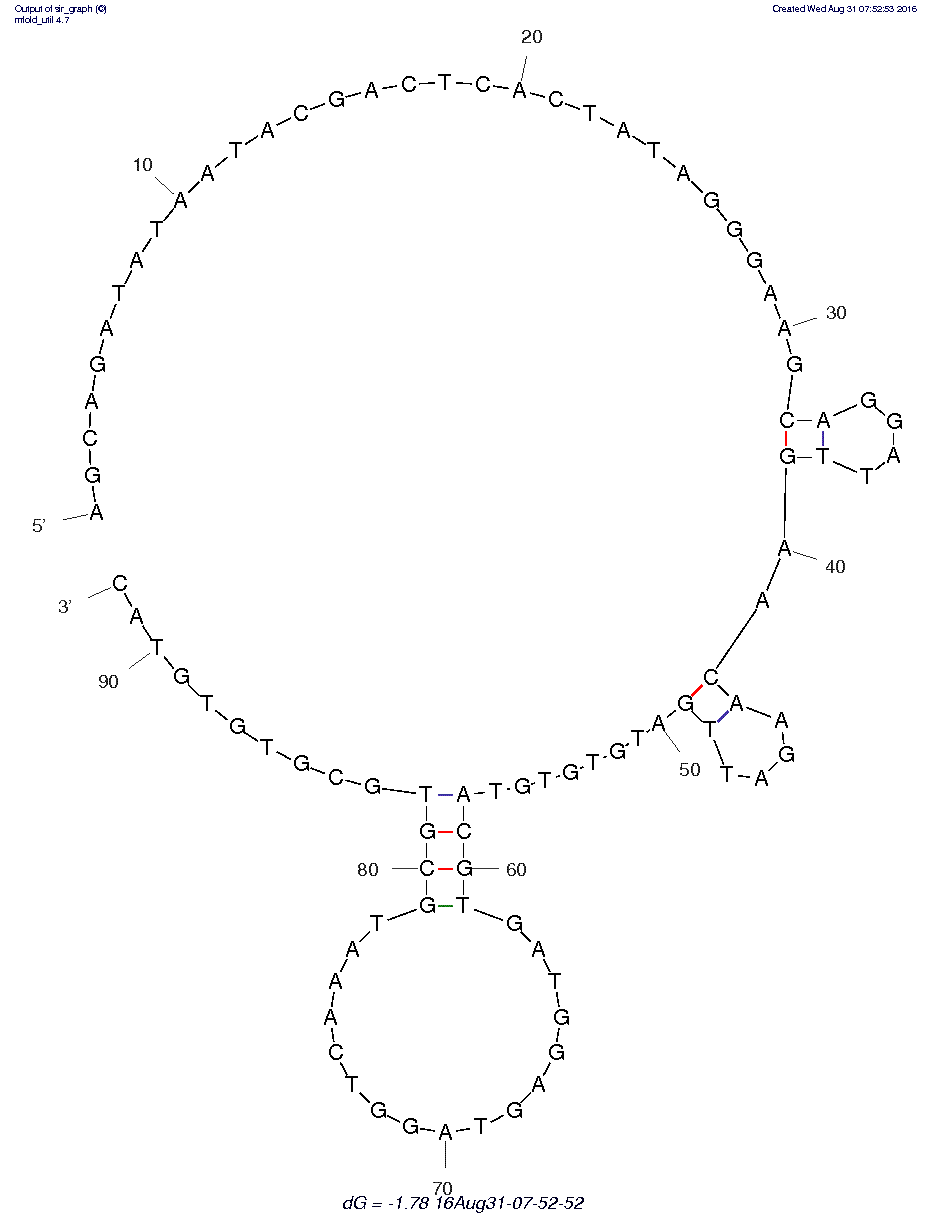 Output of sir_graph (©)
mfold_util 4.7
Created Wed Aug 31 07:52:53 2016
5'
A G C A G A T A T A
10
A T A C G A C T C A
20
C T A T A G G G A A
30
G C A G G A T T G A
40
A C A A G A T T G A
50
T G T G T G T A C G
60
T G A T G G A G T A
70
G G T C A A A T G C
80
G T G C G T G T G T
90
A C
3'
dG = -1.78 16Aug31-07-52-52